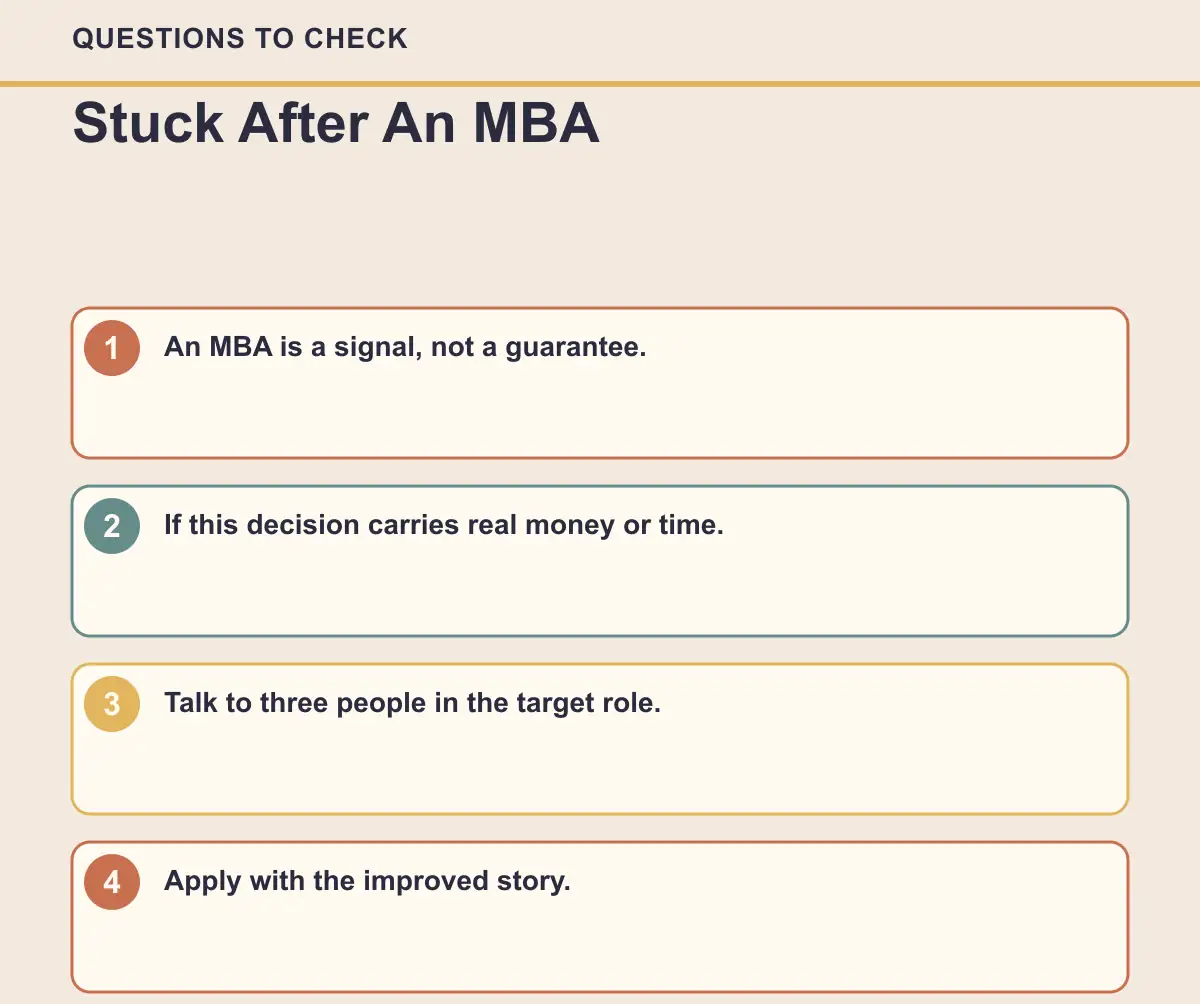 QUESTIONS TO CHECK
Stuck After An MBA
1 An MBA is a signal, not a guarantee.
2 If this decision carries real money or time.
3 Talk to three people in the target role.
4 Apply with the improved story.